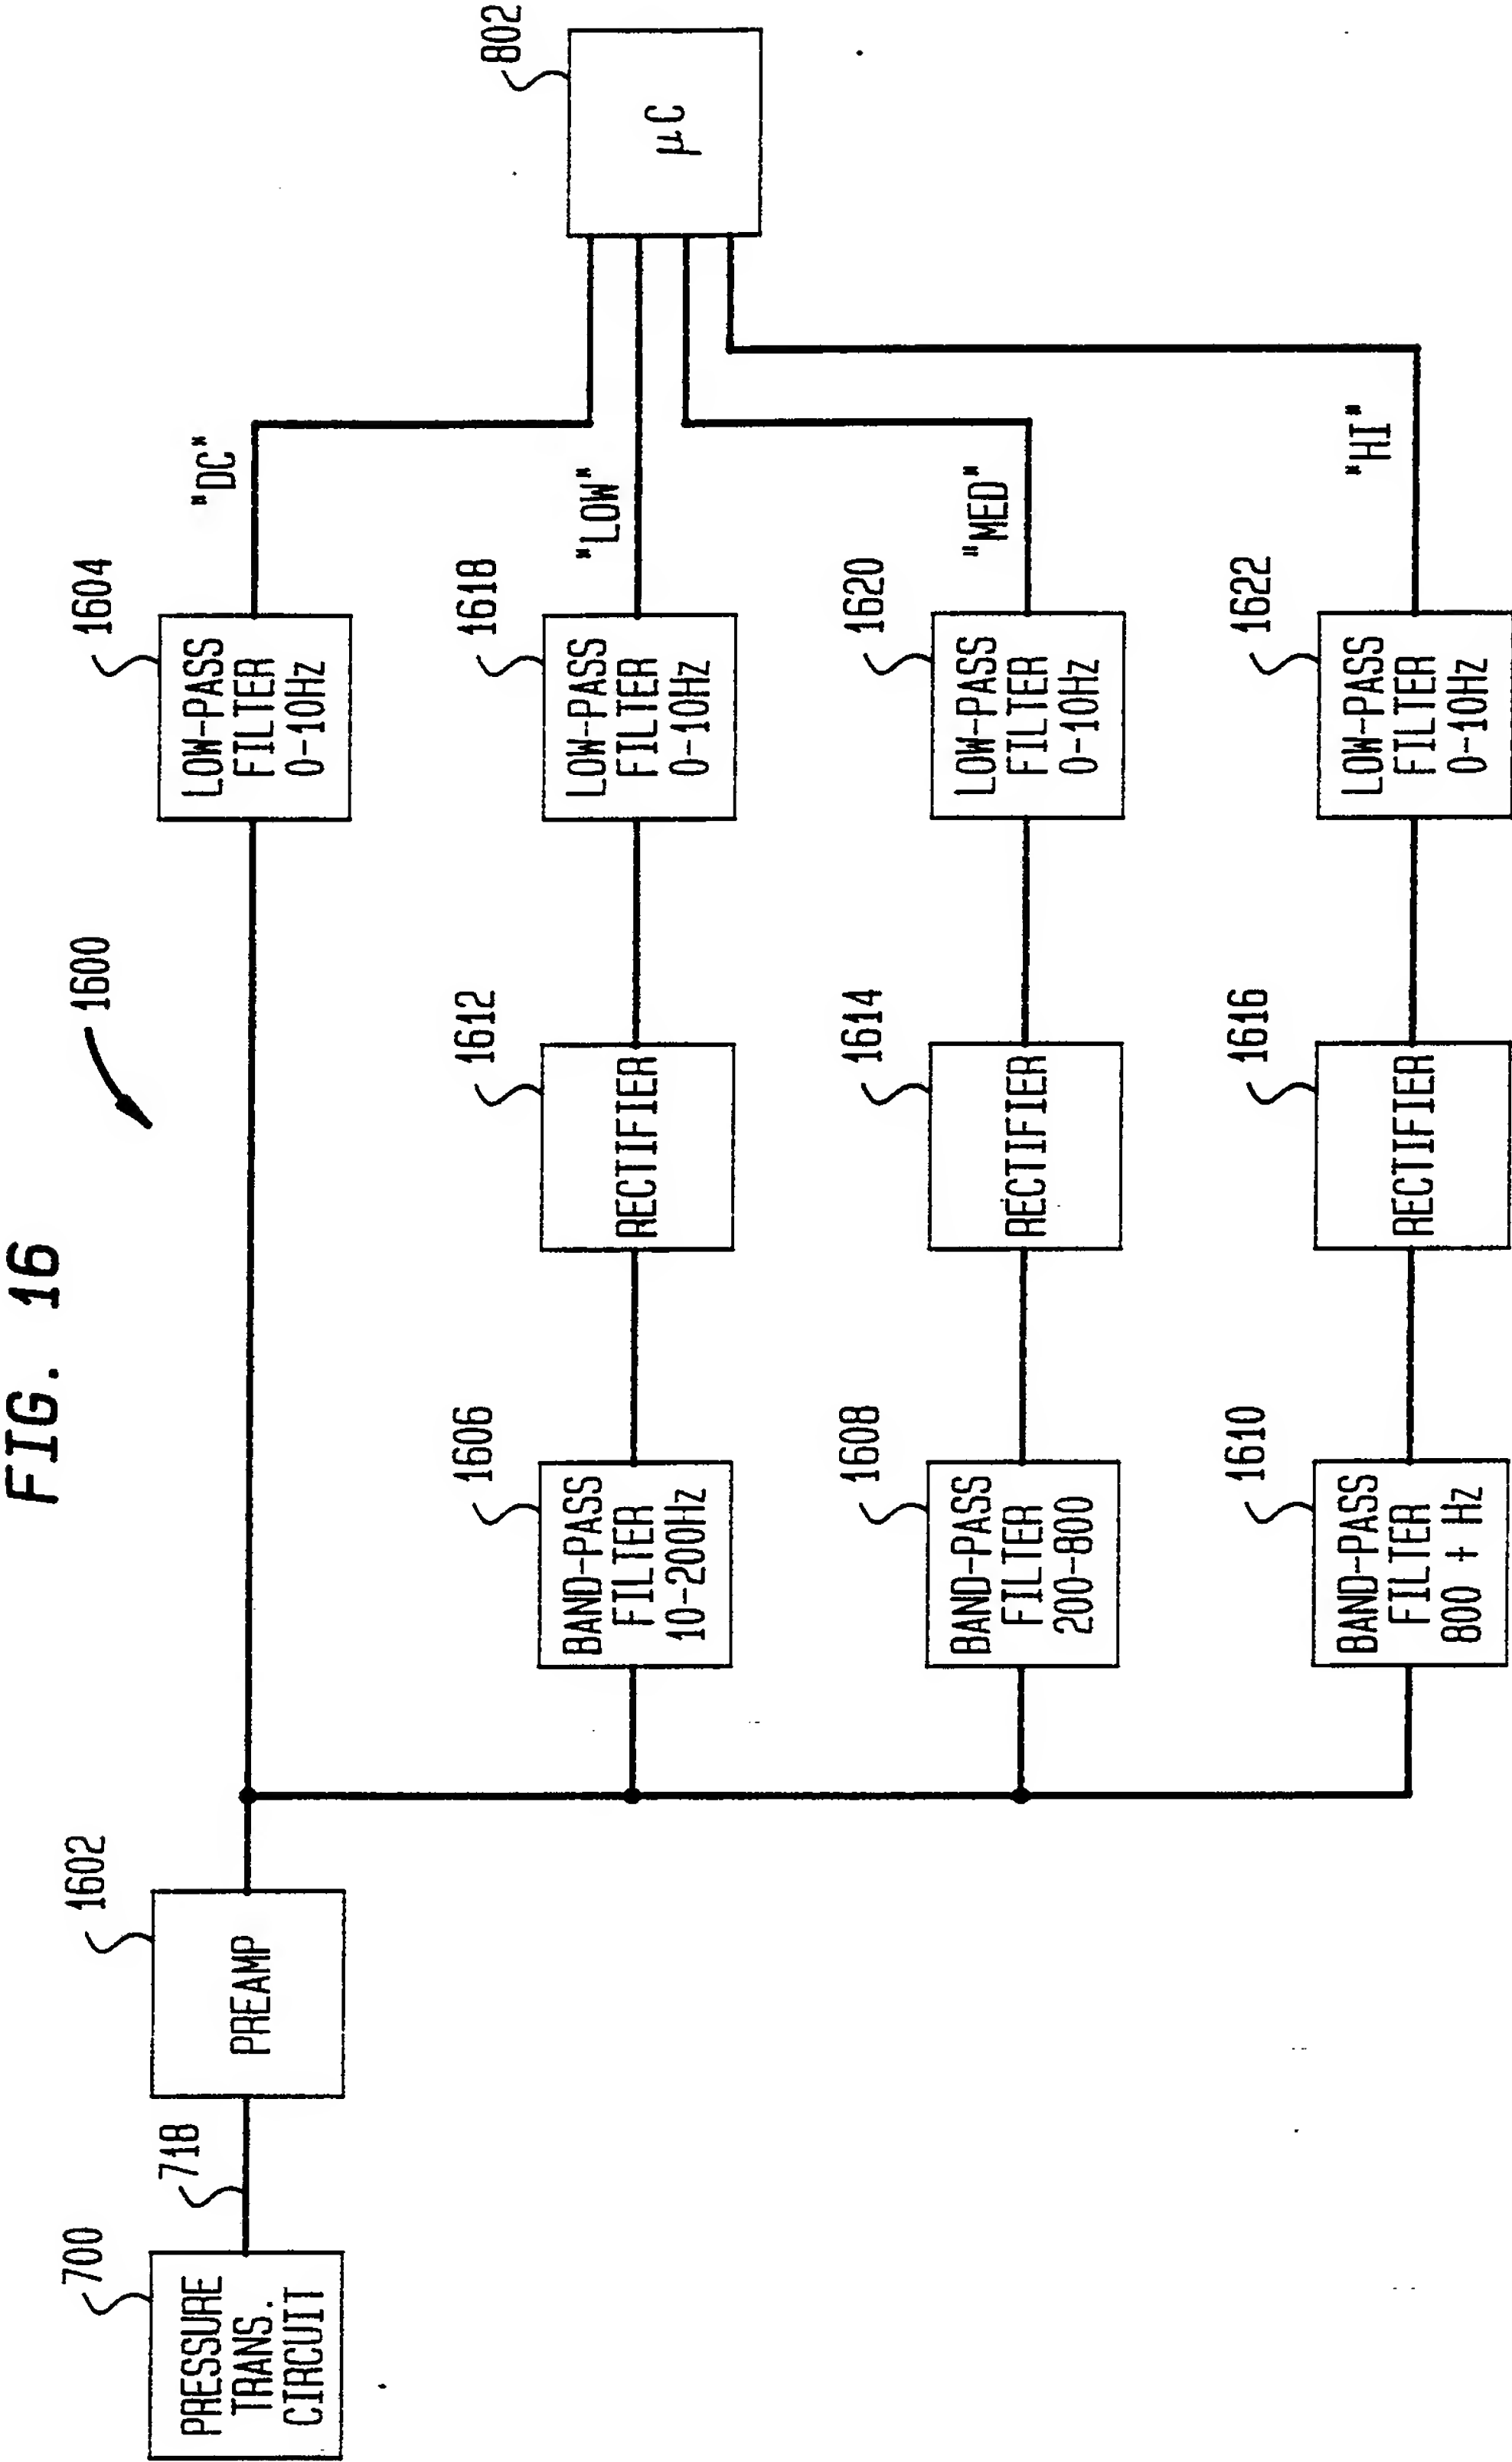 FIG. 16
1600
700
PRESSURE
TRANS.
CIRCUIT
718
1602
PREAMP
1604
LOW-PASS
FILTER
0-10Hz
"DC"
1606
BAND-PASS
FILTER
10-200Hz
1612
RECTIFIER
1618
LOW-PASS
FILTER
0-10Hz
"LOW"
1608
BAND-PASS
FILTER
200-800
1614
RECTIFIER
1620
LOW-PASS
FILTER
0-10Hz
"MED"
1610
BAND-PASS
FILTER
800 + Hz
1616
RECTIFIER
1622
LOW-PASS
FILTER
0-10Hz
"HI"
802
μC